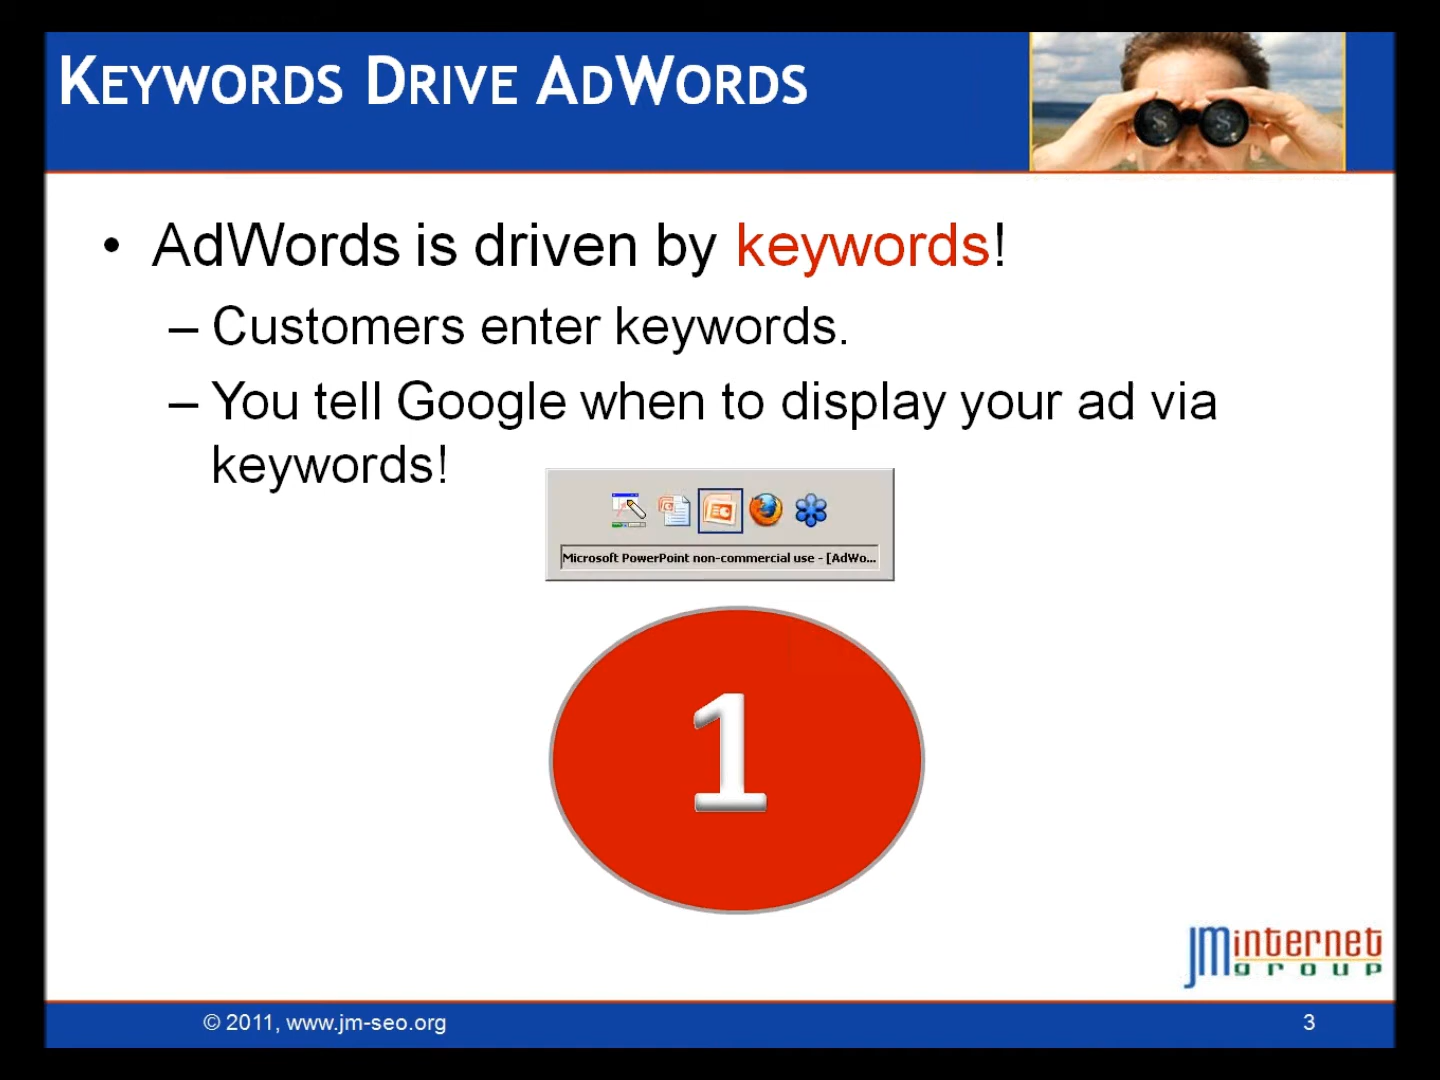 KEYWORDS DRIVE ADWORDS
• AdWords is driven by keywords!
– Customers enter keywords.
– You tell Google when to display your ad via
keywords!
Microsoft PowerPoint non-commercial use - [AdWo...
1
JMinternet
group
© 2011, www.jm-seo.org
3